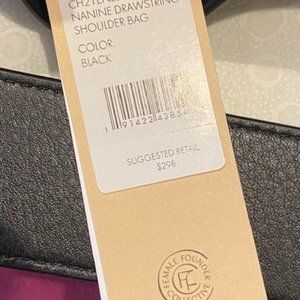 NANINE DRAWSTRING
SHOULDER BAG
COLOR:
BLACK
SUGGESTED RETAIL
$298
FEMALE FOUNDER
COLLECTIVE